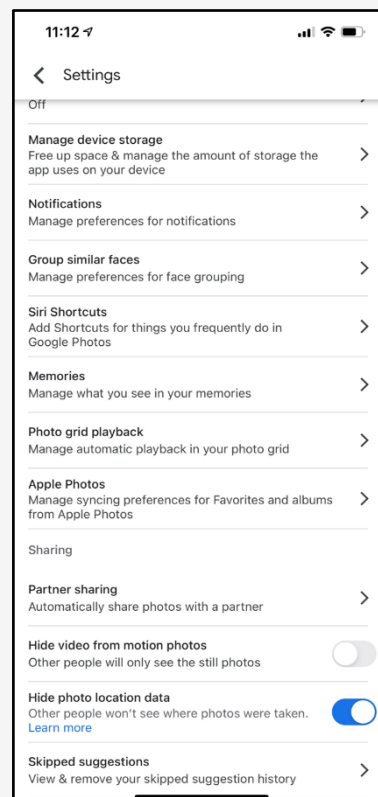 11:12
Settings
Off
Manage device storage
Free up space & manage the amount of storage the
app uses on your device
Notifications
Manage preferences for notifications
Group similar faces
Manage preferences for face grouping
Siri Shortcuts
Add Shortcuts for things you frequently do in
Google Photos
Memories
Manage what you see in your memories
Photo grid playback
Manage automatic playback in your photo grid
Apple Photos
Manage syncing preferences for Favorites and albums
from Apple Photos
Sharing
Partner sharing
Automatically share photos with a partner
Hide video from motion photos
Other people will only see the still photos
Hide photo location data
Other people won't see where photos were taken.
Learn more
Skipped suggestions
View & remove your skipped suggestion history